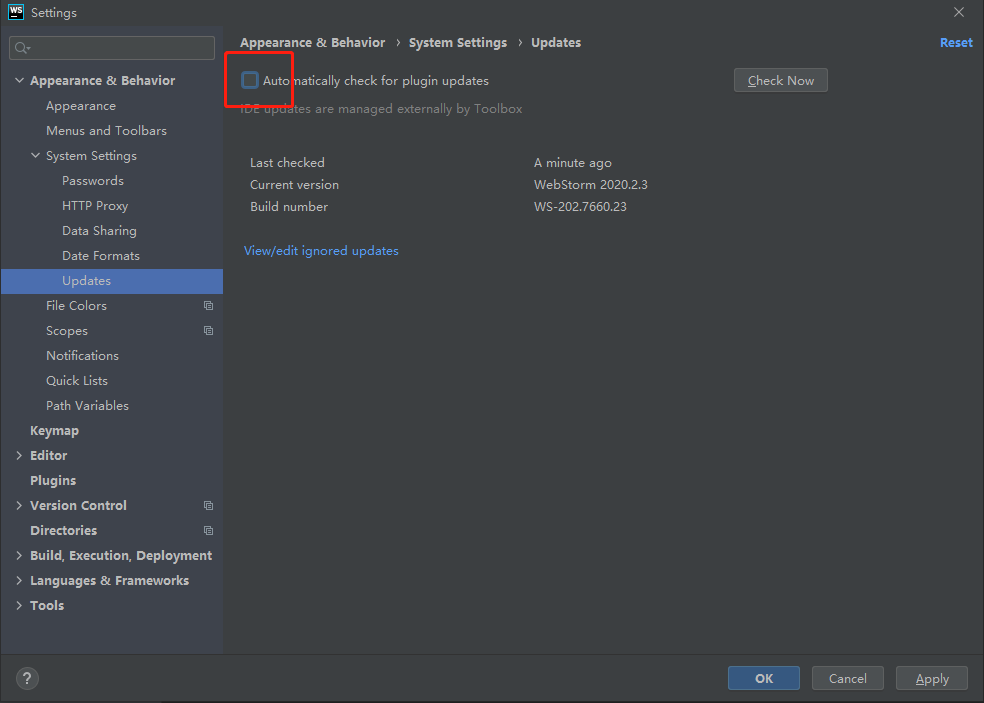 WS Settings
Appearance & Behavior › System Settings › Updates Reset
Appearance & Behavior
Automatically check for plugin updates Check Now
Appearance
IDE updates are managed externally by Toolbox
Menus and Toolbars
System Settings
Last checked A minute ago
Passwords
Current version WebStorm 2020.2.3
HTTP Proxy
Build number WS-202.7660.23
Data Sharing
View/edit ignored updates
Date Formats
Updates
File Colors
Scopes
Notifications
Quick Lists
Path Variables
Keymap
Editor
Plugins
Version Control
Directories
Build, Execution, Deployment
Languages & Frameworks
Tools
? OK Cancel Apply